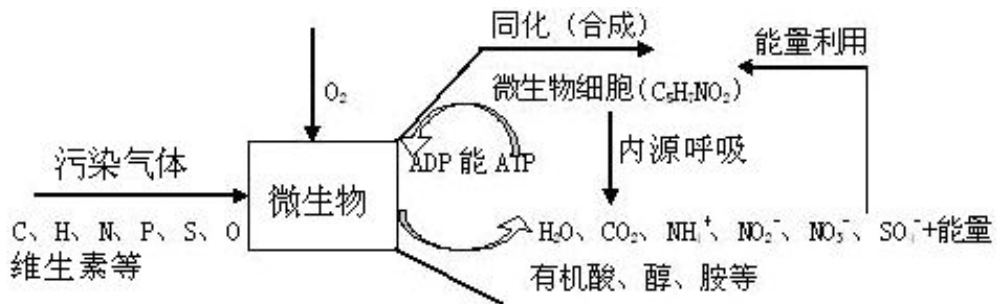 同化（合成）
能量利用
O₂
微生物细胞(C₅H₇NO₂)
污染气体
ADP 能 ATP
内源呼吸
微生物
C、H、N、P、S、O
维生素等
H₂O、CO₂、NH₄⁺、NO₂⁻、NO₃⁻、SO₄⁻+能量
有机酸、醇、胺等